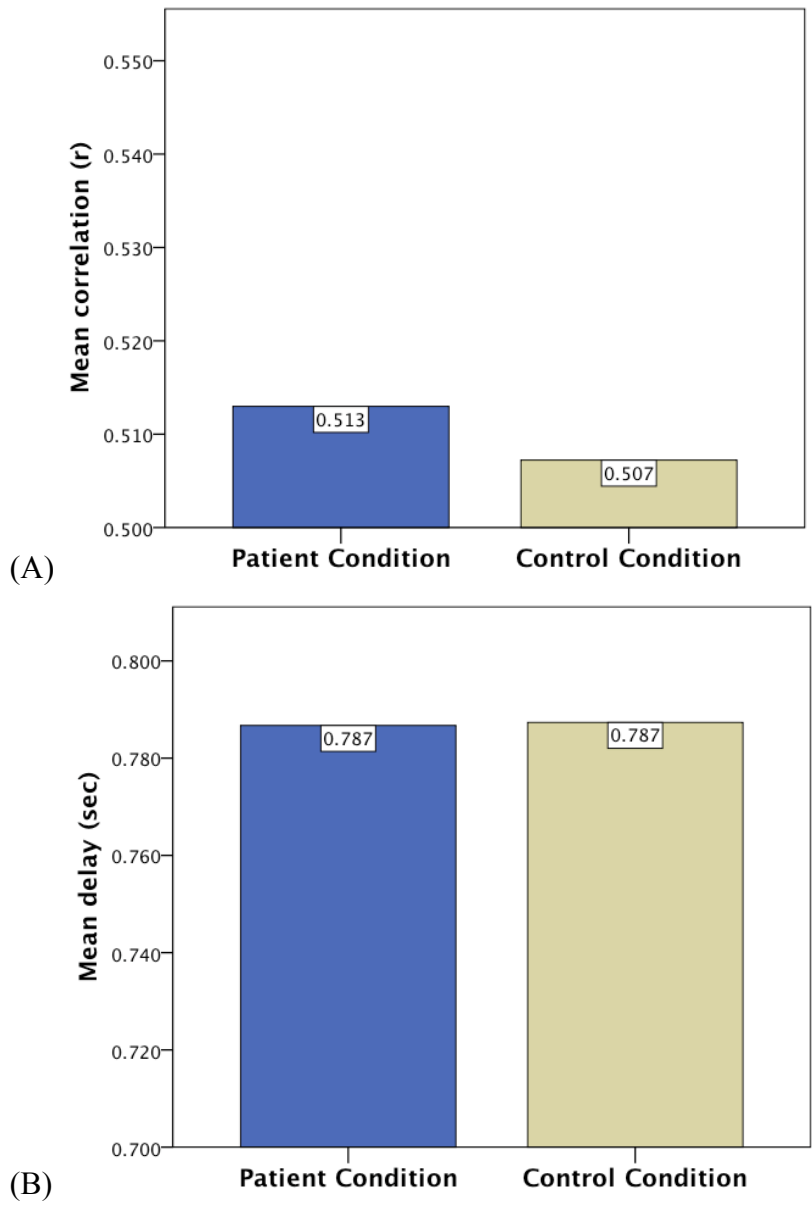 0.550
0.540
0.530
0.520
0.510
0.500
Mean correlation (r)
0.513
0.507
Patient Condition Control Condition
(A)
0.800
0.780
0.760
0.740
0.720
0.700
Mean delay (sec)
0.787
0.787
Patient Condition Control Condition
(B)